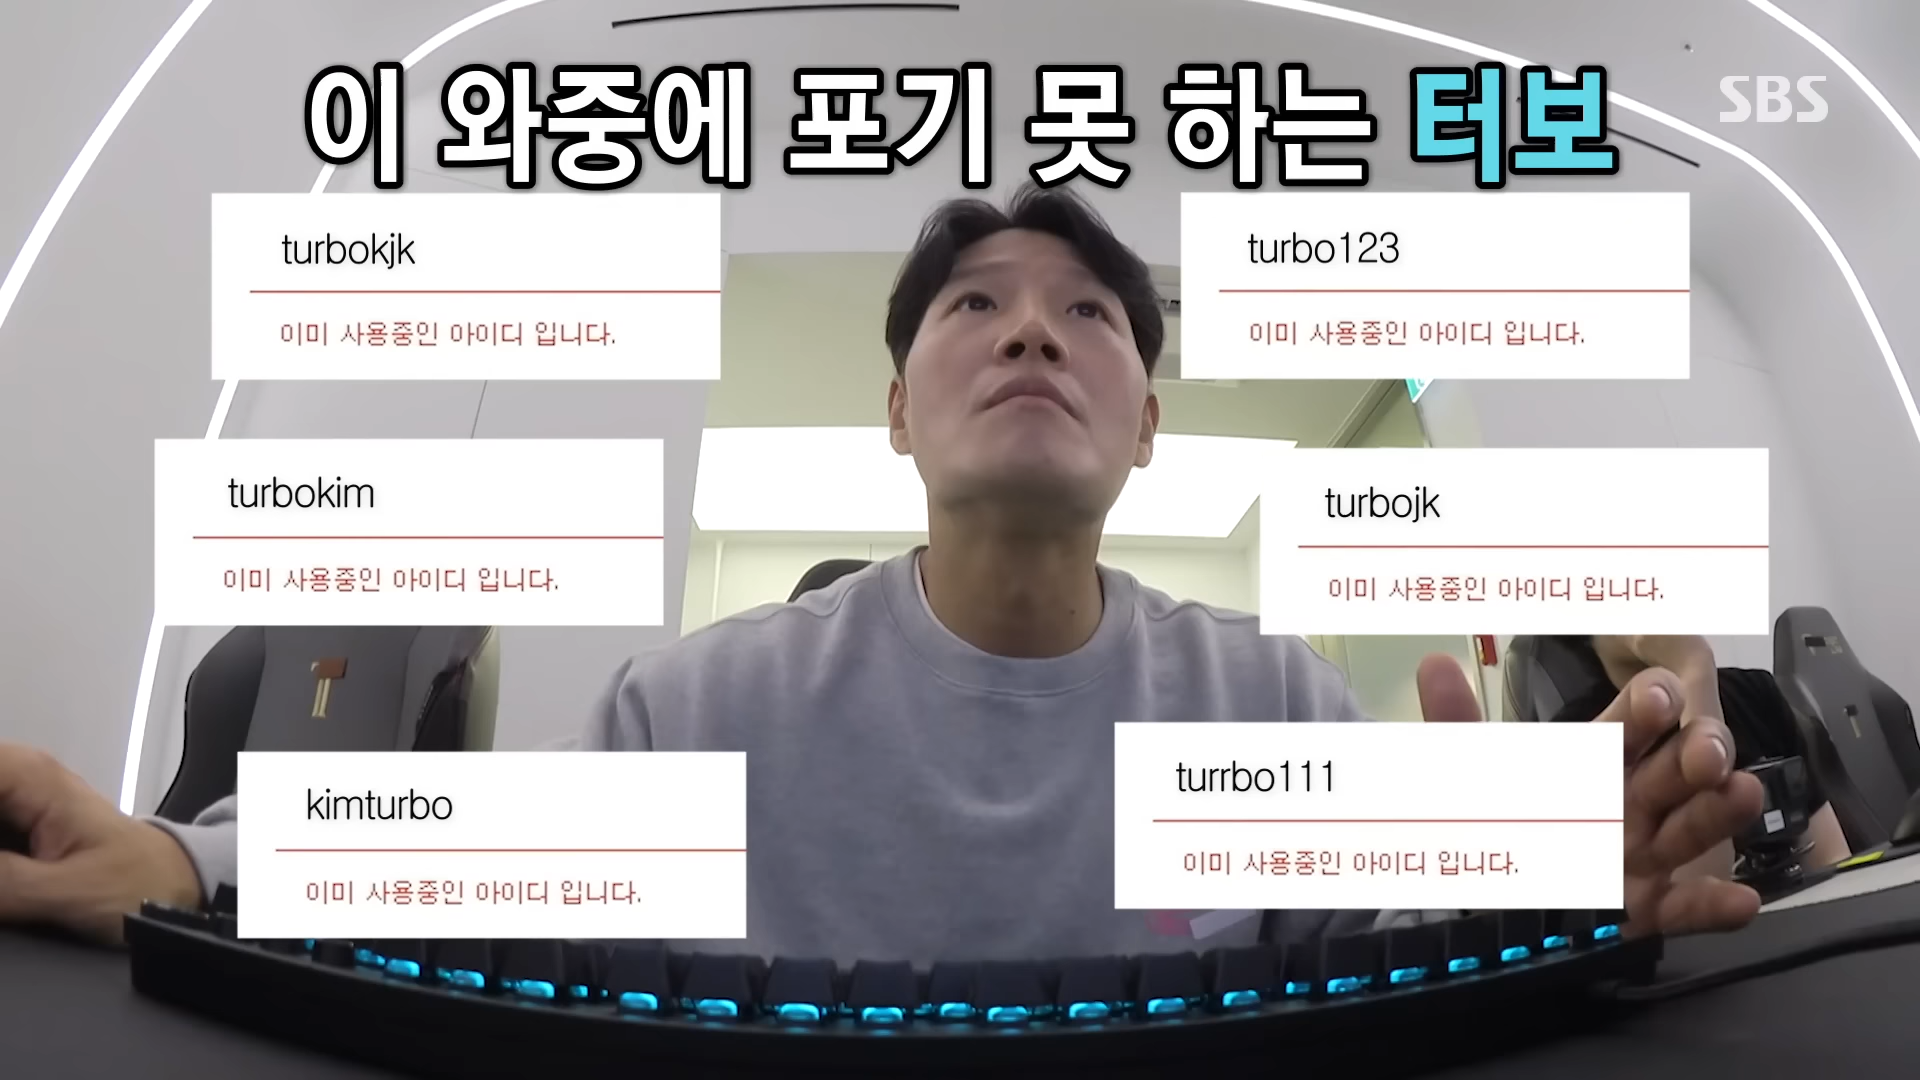 이 와중에 포기 못 하는 터보
SBS
turbokjk
이미 사용중인 아이디 입니다.
turbo123
이미 사용중인 아이디 입니다.
turbokim
이미 사용중인 아이디 입니다.
turbojk
이미 사용중인 아이디 입니다.
kimturbo
이미 사용중인 아이디 입니다.
turrbo111
이미 사용중인 아이디 입니다.